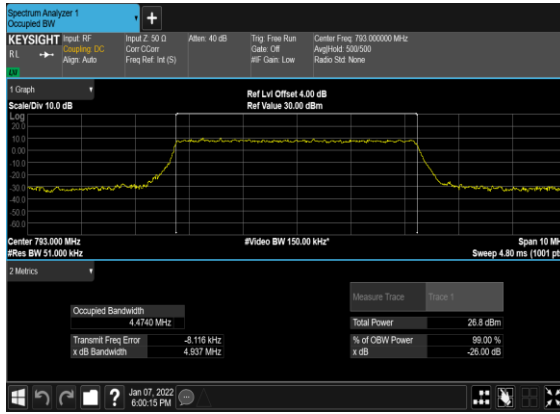 Spectrum Analyzer 1
Occupied BW
+
KEYSIGHT
RL
Input: RF
Coupling: DC
Align: Auto
Input Z: 50 Ω
Corr CCorr
Freq Ref: Int (S)
Atten: 40 dB
Trig: Free Run
Gate: Off
#IF Gain: Low
Center Freq: 793.000000 MHz
Avg|Hold: 500/500
Radio Std: None
1 Graph
Scale/Div 10.0 dB
Ref Lvl Offset 4.00 dB
Ref Value 30.00 dBm
Log
20.0
10.0
0.00
-10.0
-20.0
-30.0
-40.0
-50.0
-60.0
Center 793.000 MHz
#Res BW 51.000 kHz
#Video BW 150.00 kHz*
Span 10 MH
Sweep 4.80 ms (1001 pt
2 Metrics
Measure Trace Trace 1
Occupied Bandwidth
4.4740 MHz
Total Power 26.8 dBm
Transmit Freq Error -8.116 kHz
% of OBW Power 99.00 %
x dB Bandwidth 4.937 MHz
x dB -26.00 dB
?
Jan 07, 2022
6:00:15 PM